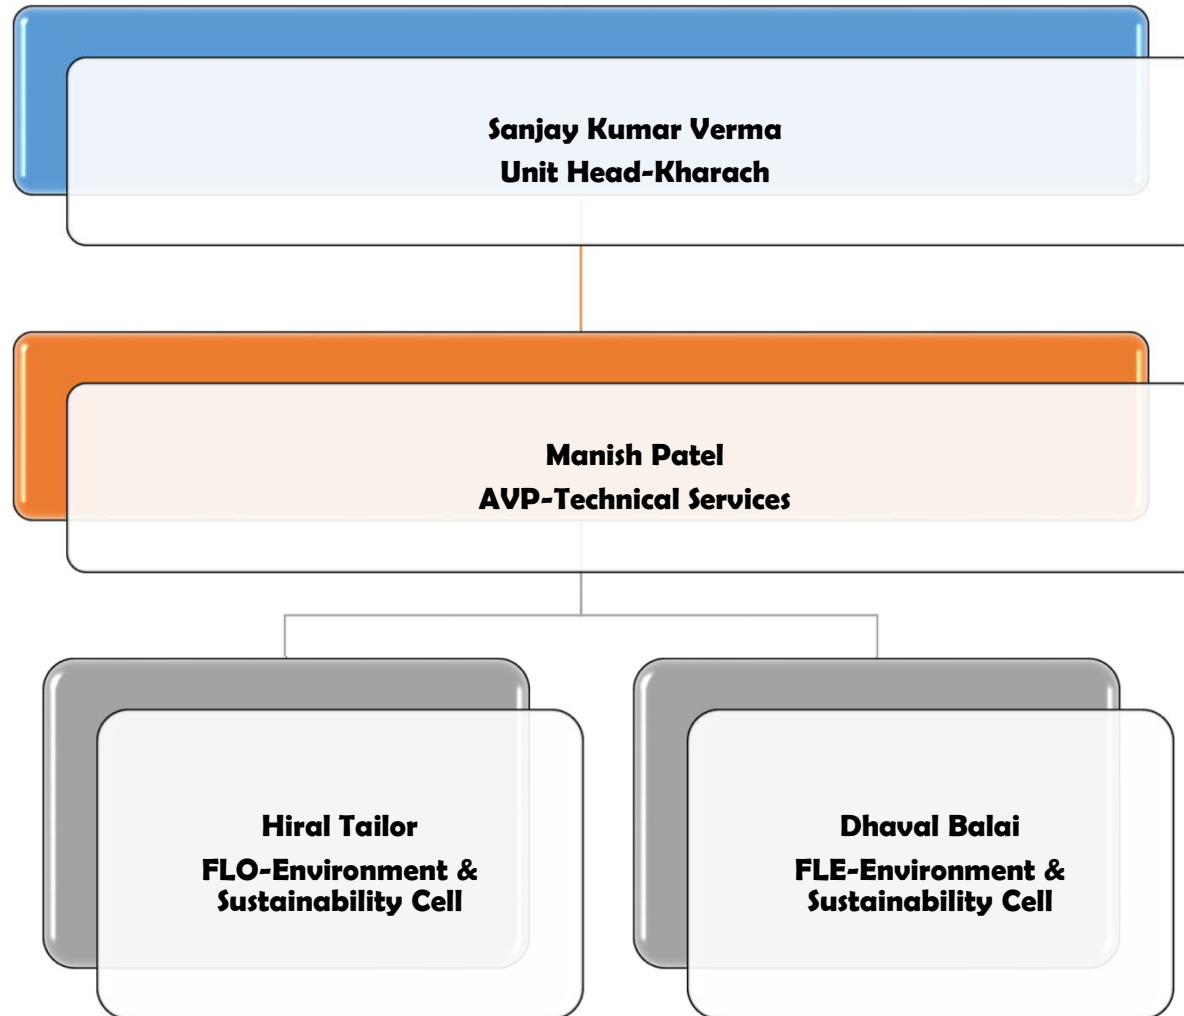 Sanjay Kumar Verma
Unit Head-Kharach
Manish Patel
AVP-Technical Services
Hiral Tailor
FLO-Environment &
Sustainability Cell
Dhaval Balai
FLE-Environment &
Sustainability Cell